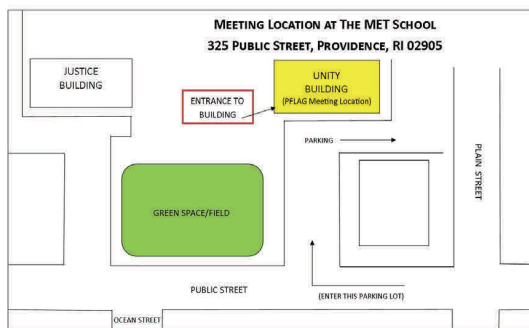 MEETING LOCATION AT THE MET SCHOOL
325 PUBLIC STREET, PROVIDENCE, RI 02905
JUSTICE
BUILDING
UNITY
BUILDING
(PFLAG Meeting Location)
ENTRANCE TO
BUILDING
PARKING
PLAIN STREET
GREEN SPACE/FIELD
PUBLIC STREET
(ENTER THIS PARKING LOT)
OCEAN STREET